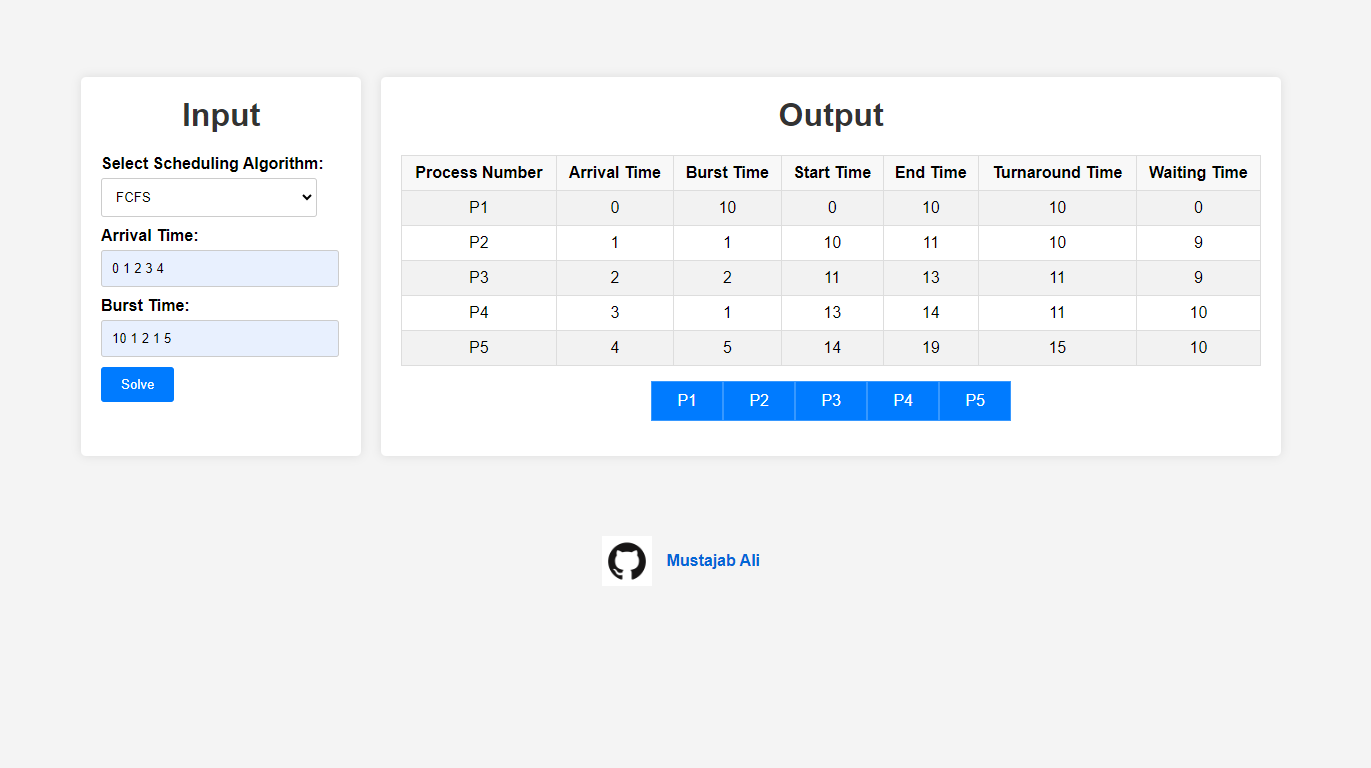 Input
Select Scheduling Algorithm:
FCFS
Arrival Time:
0 1 2 3 4
Burst Time:
10 1 2 1 5
Solve
Output
Process Number Arrival Time Burst Time Start Time End Time Turnaround Time Waiting Time
P1 0 10 0 10 10 0
P2 1 1 10 11 10 9
P3 2 2 11 13 11 9
P4 3 1 13 14 11 10
P5 4 5 14 19 15 10
P1 P2 P3 P4 P5
Mustajab Ali